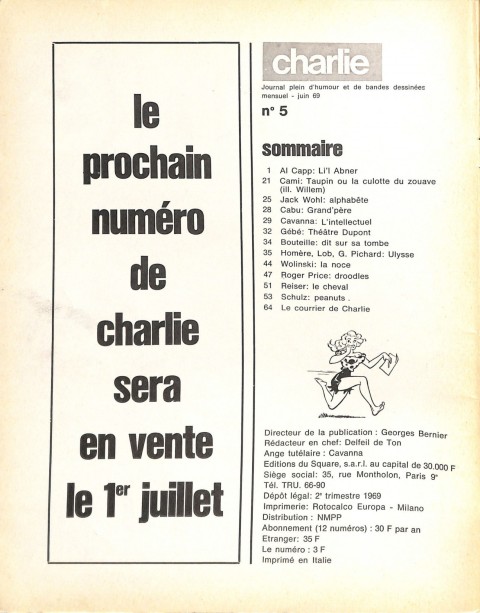 le
prochain
numéro
de
charlie
sera
en vente
le 1er juillet
charlie
Journal plein d'humour et de bandes dessinées
mensuel - juin 69
n° 5
sommaire
1 Al Capp: Li'l Abner
21 Cami: Taupin ou la culotte du zouave
(ill. Willem)
25 Jack Wohl: alphabête
28 Cabu: Grand'père
29 Cavanna: L'intellectuel
32 Gébé: Théâtre Dupont
34 Bouteille: dit sur sa tombe
35 Homère, Lob, G. Pichard: Ulysse
44 Wolinski: la noce
47 Roger Price: droodles
51 Reiser: le cheval
53 Schulz: peanuts .
64 Le courrier de Charlie
Directeur de la publication : Georges Bernier
Rédacteur en chef: Delfeil de Ton
Ange tutélaire : Cavanna
Editions du Square, s.a.r.l. au capital de 30.000 F
Siège social: 35, rue Montholon, Paris 9e
Tél. TRU. 66-90
Dépôt légal: 2e trimestre 1969
Imprimerie: Rotocalco Europa - Milano
Distribution : NMPP
Abonnement (12 numéros) : 30 F par an
Etranger: 35 F
Le numéro : 3 F
Imprimé en Italie